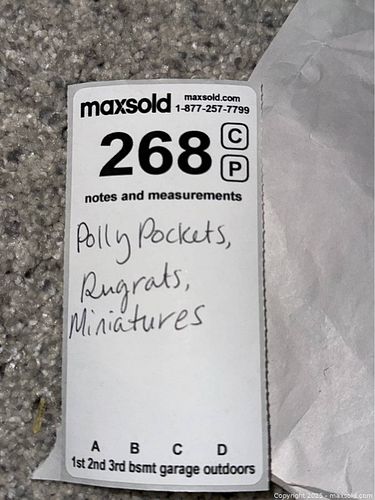 maxsold maxsold.com
1-877-257-7799
268 C
P
notes and measurements
Polly Pockets,
Rugrats,
Miniatures
A B C D
1st 2nd 3rd bsmt garage outdoors
Copyright 2025 - maxsold.com